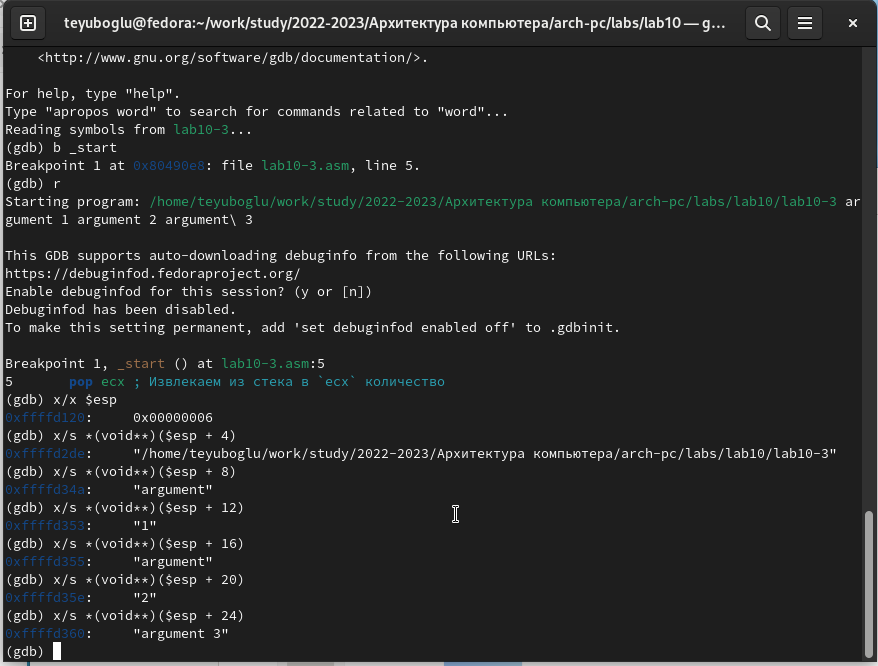 teyuboglu@fedora:~/work/study/2022-2023/Архитектура компьютера/arch-pc/labs/lab10 — g...
<http://www.gnu.org/software/gdb/documentation/>.
For help, type "help".
Type "apropos word" to search for commands related to "word"...
Reading symbols from lab10-3...
(gdb) b _start
Breakpoint 1 at 0x80490e8: file lab10-3.asm, line 5.
(gdb) r
Starting program: /home/teyuboglu/work/study/2022-2023/Архитектура компьютера/arch-pc/labs/lab10/lab10-3 ar
gument 1 argument 2 argument\ 3
This GDB supports auto-downloading debuginfo from the following URLs:
https://debuginfod.fedoraproject.org/
Enable debuginfod for this session? (y or [n])
Debuginfod has been disabled.
To make this setting permanent, add 'set debuginfod enabled off' to .gdbinit.
Breakpoint 1, _start () at lab10-3.asm:5
5 pop ecx ; Извлекаем из стека в `ecx` количество
(gdb) x/x $esp
0xffffd120: 0x00000006
(gdb) x/s *(void**)($esp + 4)
0xffffd2de: "/home/teyuboglu/work/study/2022-2023/Архитектура компьютера/arch-pc/labs/lab10/lab10-3"
(gdb) x/s *(void**)($esp + 8)
0xffffd34a: "argument"
(gdb) x/s *(void**)($esp + 12)
0xffffd353: "1"
(gdb) x/s *(void**)($esp + 16)
0xffffd355: "argument"
(gdb) x/s *(void**)($esp + 20)
0xffffd35e: "2"
(gdb) x/s *(void**)($esp + 24)
0xffffd360: "argument 3"
(gdb)